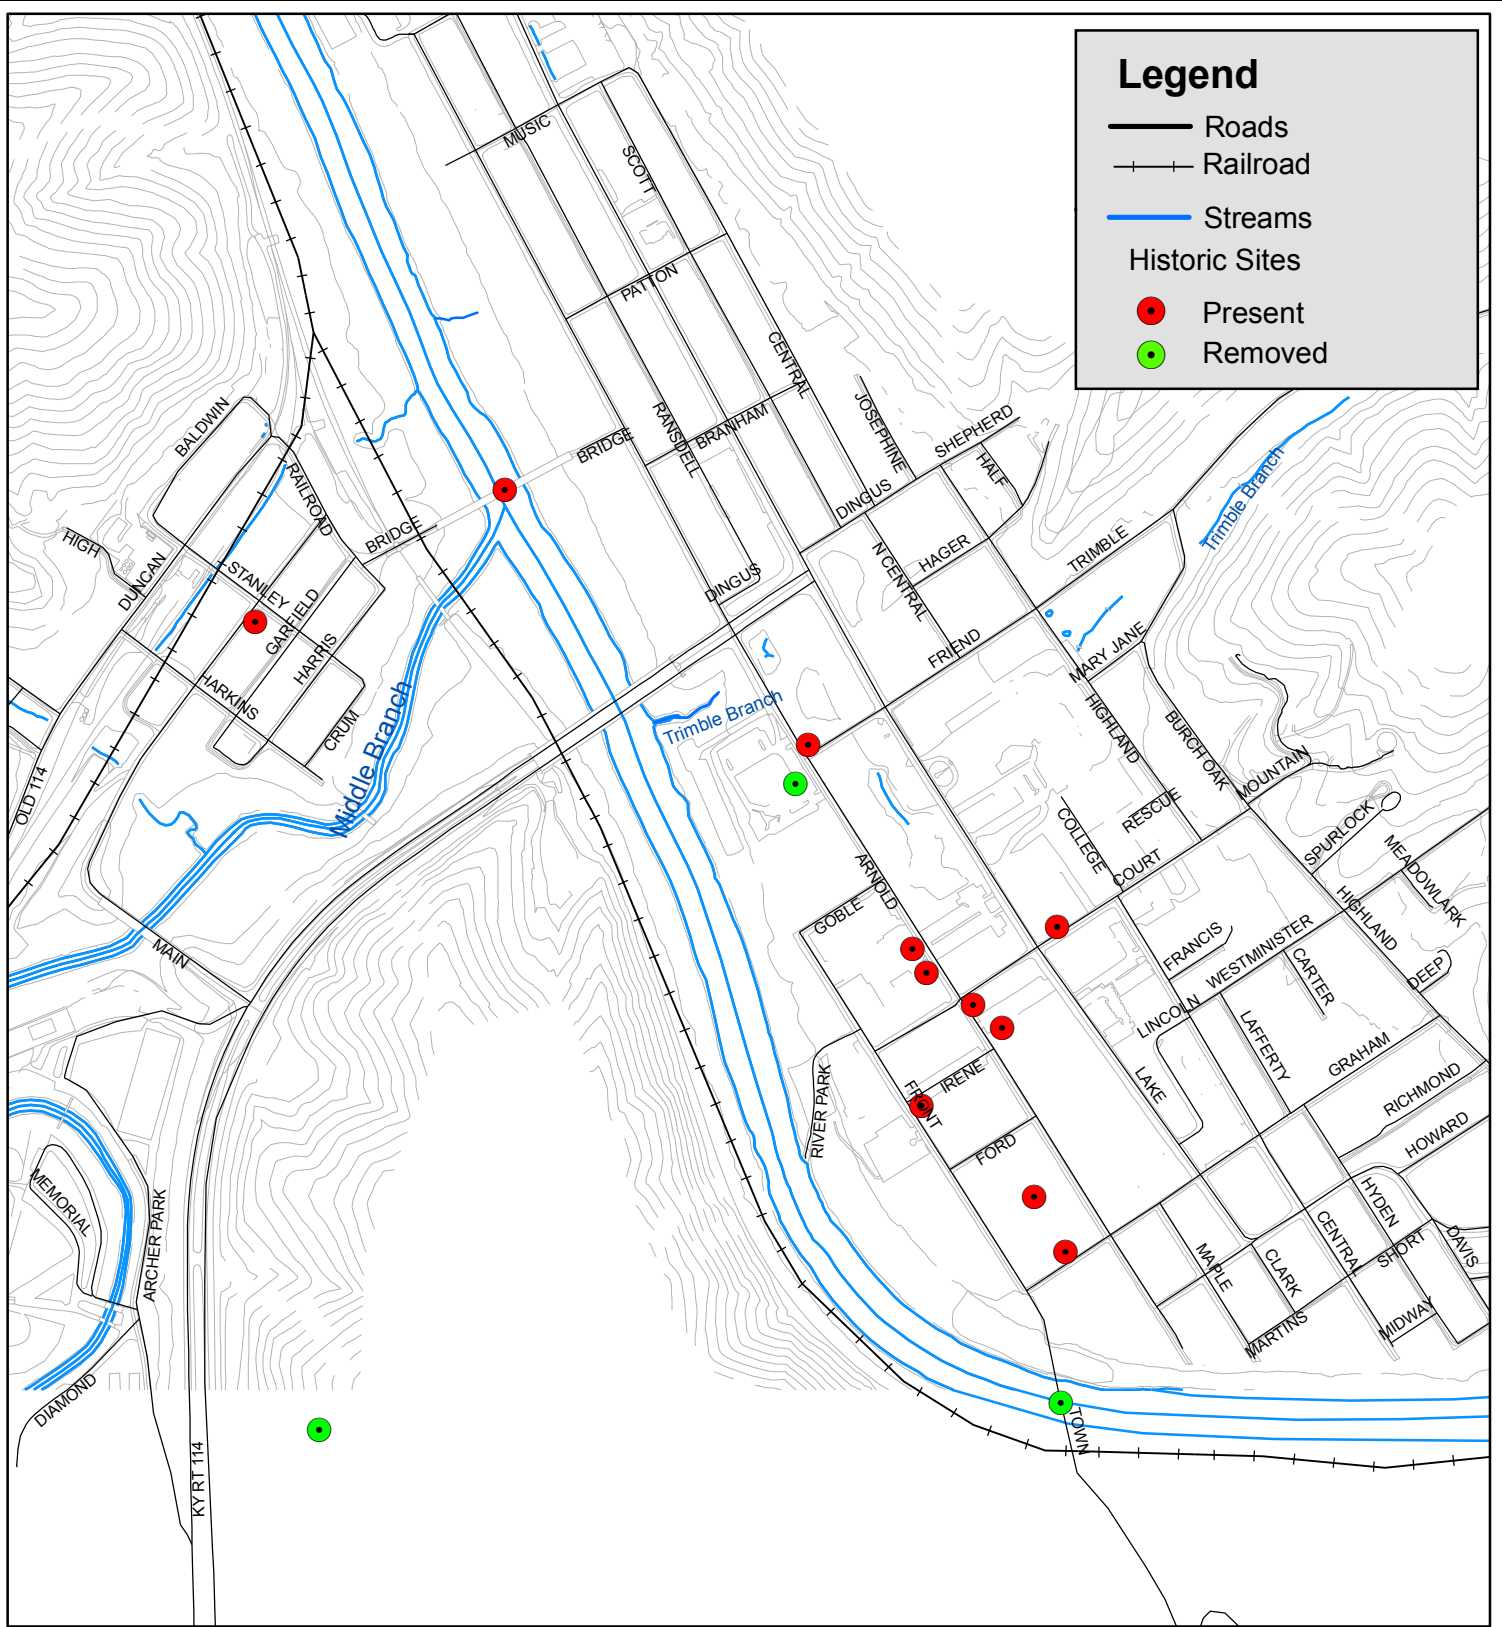 Legend
Roads
Railroad
Streams
Historic Sites
Present
Removed
MUSIC
SCOTT
PATTON
CENTRAL
JOSEPHINE
SHEPHERD
HALF
RANSDELL
BRANHAM
BRIDGE
BALDWIN
RAILROAD
BRIDGE
DINGUS
Trimble Branch
HIGH
DUNCAN
STANLEY
GARFIELD
HARRIS
HARKINS
CRUM
Middle Branch
OLD 114
DINGUS
N CENTRAL
HAGER
TRIMBLE
FRIEND
MARY JANE
HIGHLAND
BURCH OAK
MOUNTAIN
Trimble Branch
RESCUE
COLLEGE
COURT
SPURLOCK
MEADOWLARK
ARNOLD
GOBLE
HIGHLAND
FRANCIS
WESTMINISTER
CARTER
DEEP
LINCOLN
LAFFERTY
GRAHAM
MAIN
LAKE
IRENE
FRONT
RIVER PARK
FORD
RICHMOND
HOWARD
MEMORIAL
ARCHER PARK
HYDEN
CENTRAL
SHORT
DAVIS
MAPLE
CLARK
MARTINS
MIDWAY
DIAMOND
KY RT 114
TOWN